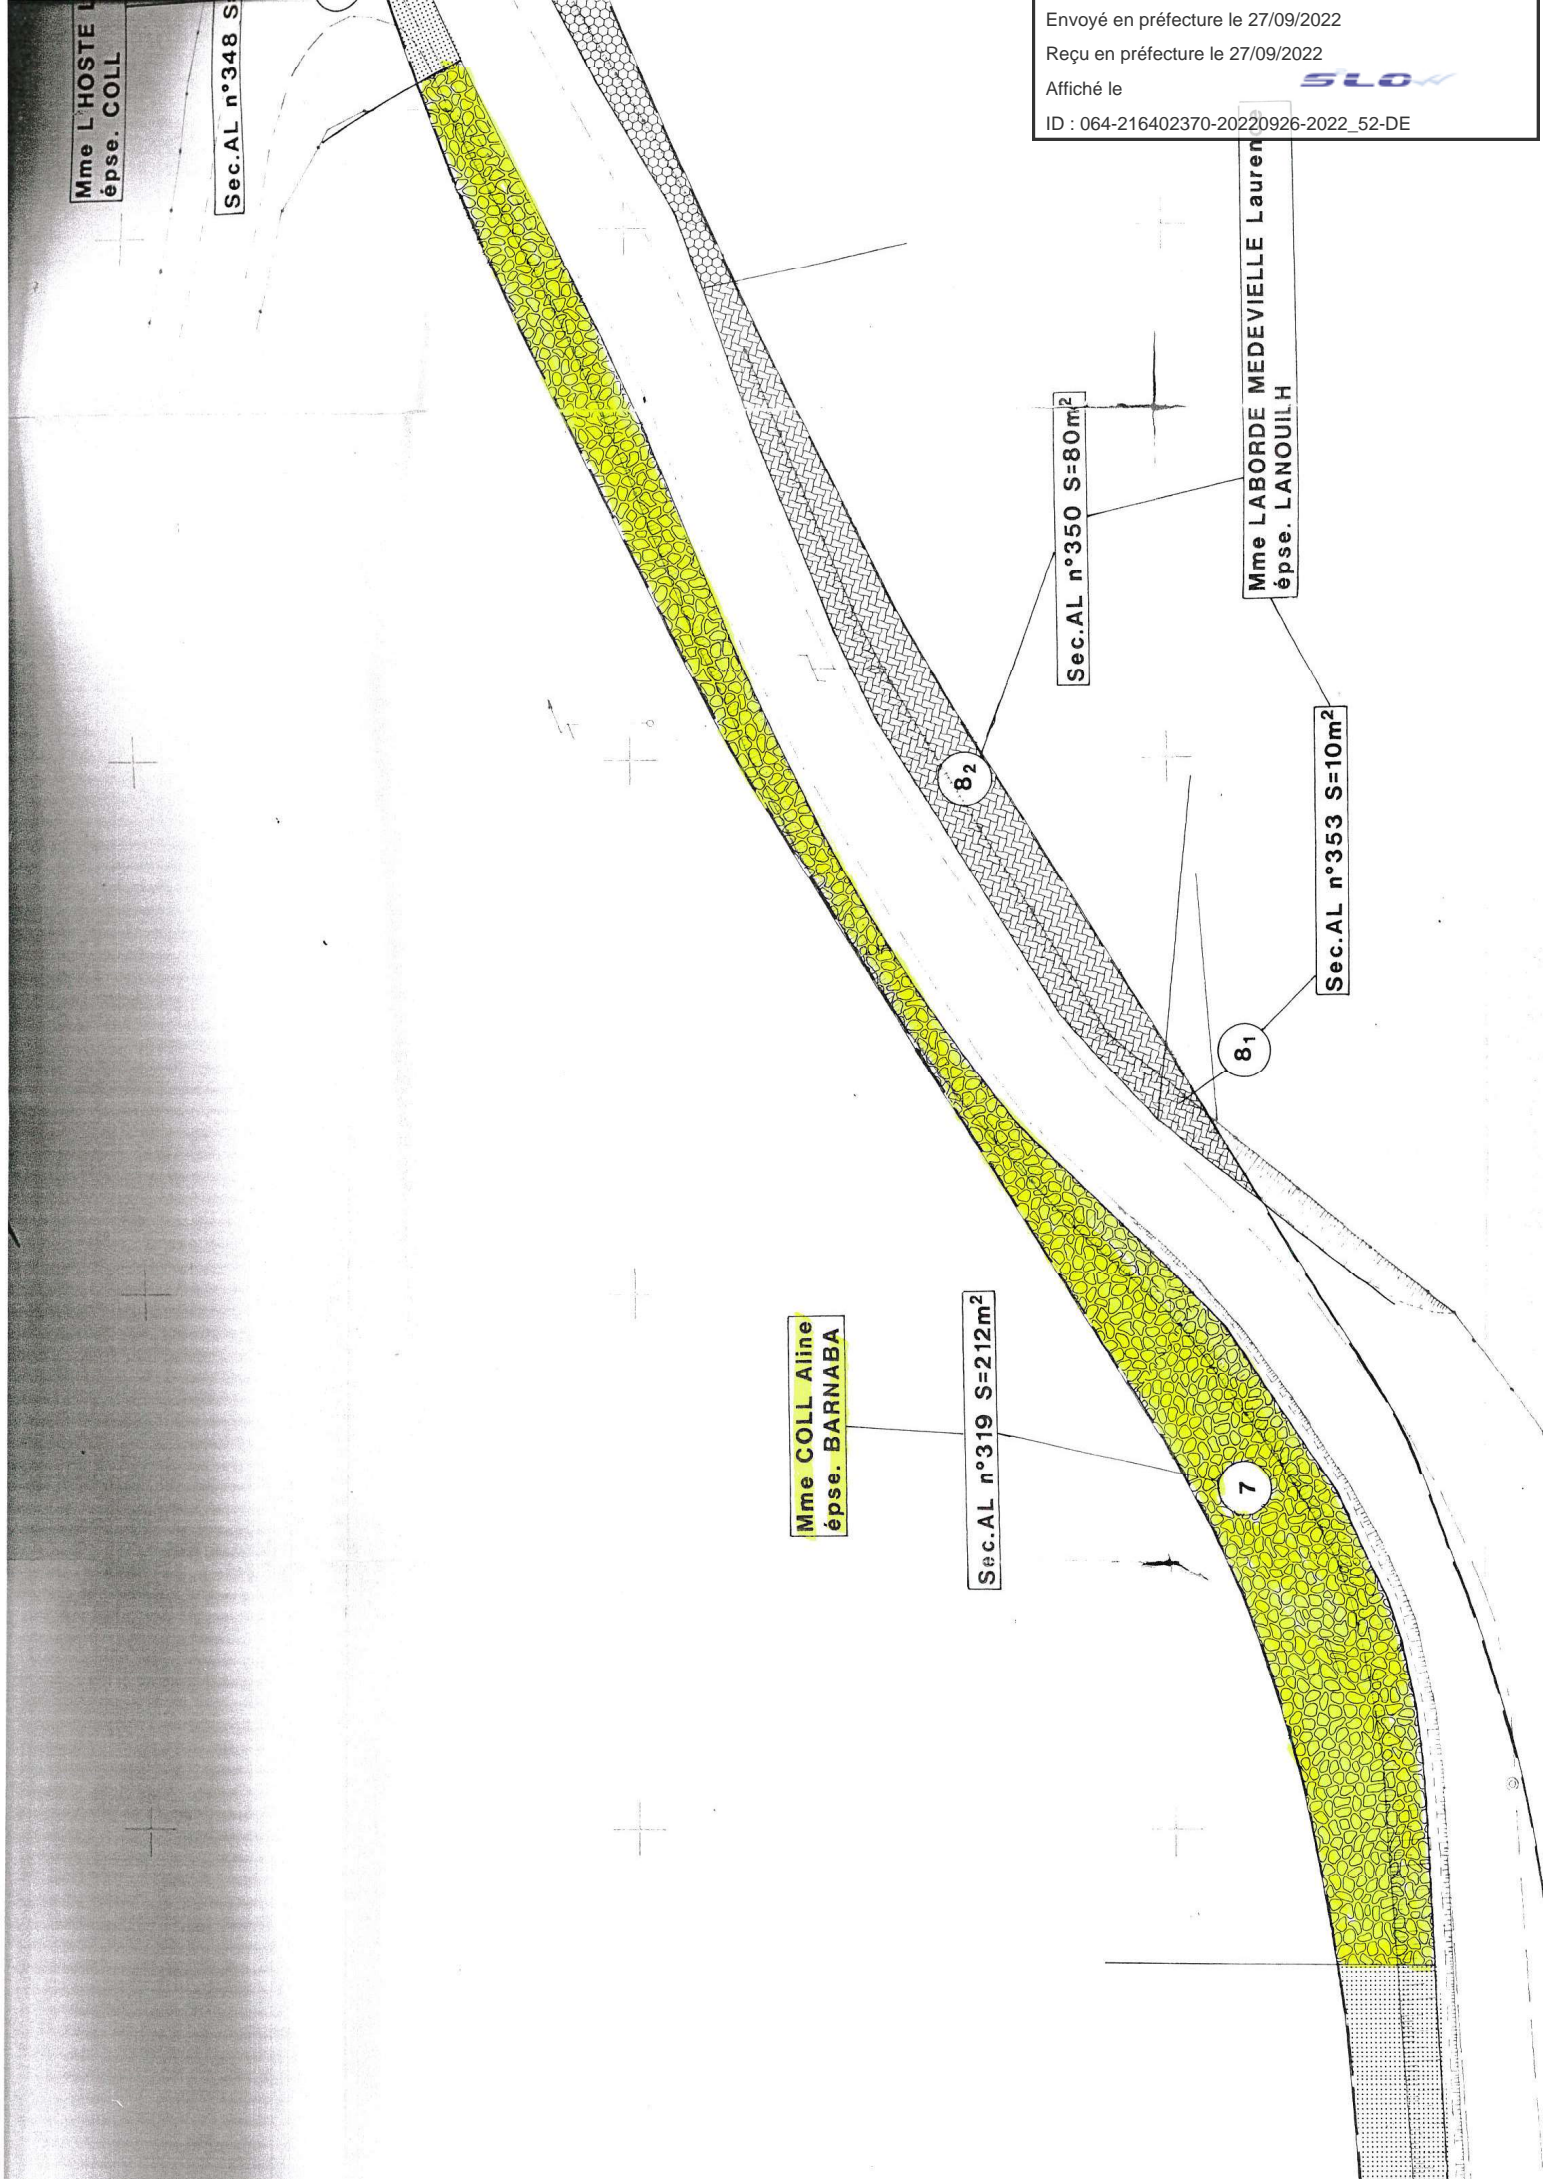 Envoyé en préfecture le 27/09/2022
Reçu en préfecture le 27/09/2022
Affiché le
SLOW
ID : 064-216402370-20220926-2022_52-DE
Mme L'HOSTE
épse. COLL
Sec.AL n°348
Mme LABORDE MEDEVIELLE Laurence
épse. LANOUILH
Sec.AL n°350 S=80m²
8₂
Sec.AL n°353 S=10m²
8₁
Mme COLL Aline
épse. BARNABA
Sec.AL n°319 S=212m²
7